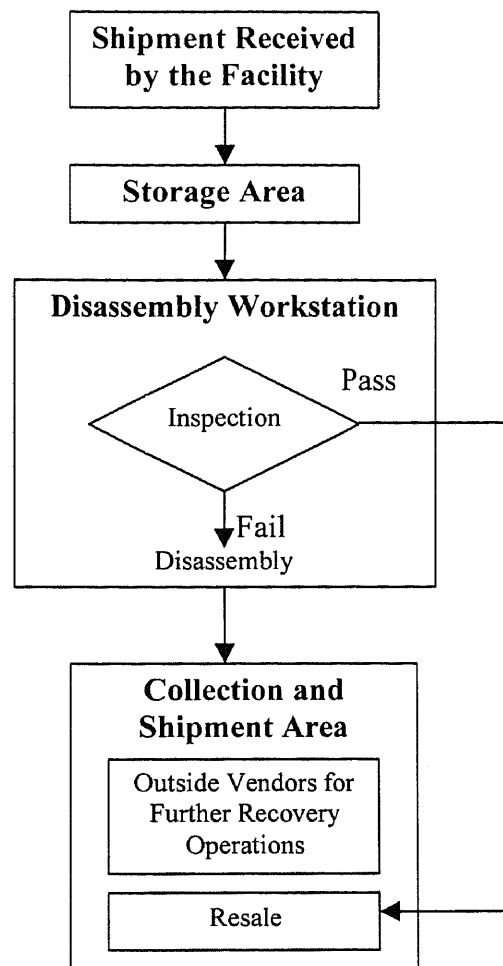 Shipment Received
by the Facility
Storage Area
Disassembly Workstation
Pass
Inspection
Fail
Disassembly
Collection and
Shipment Area
Outside Vendors for
Further Recovery
Operations
Resale